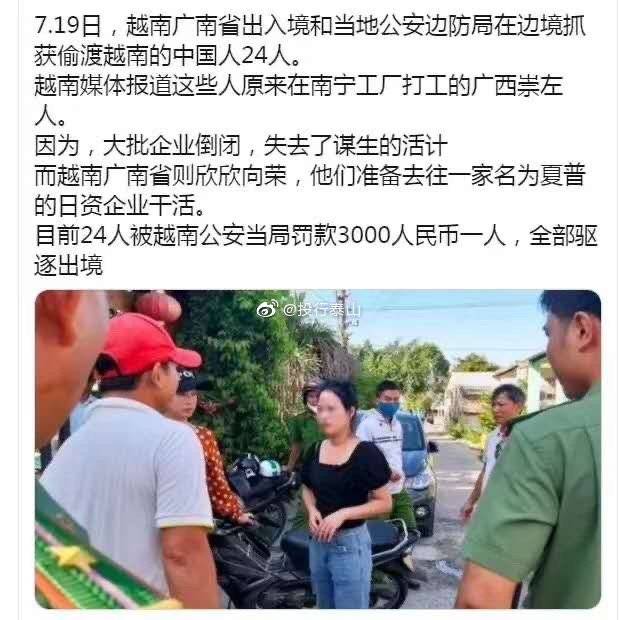 7.19日，越南广南省出入境和当地公安边防局在边境抓
获偷渡越南的中国人24人。
越南媒体报道这些人原来在南宁工厂打工的广西崇左
人。
因为，大批企业倒闭，失去了谋生的活计
而越南广南省则欣欣向荣，他们准备去往一家名为夏普
的日资企业干活。
目前24人被越南公安当局罚款3000人民币一人，全部驱
逐出境
@投行泰山